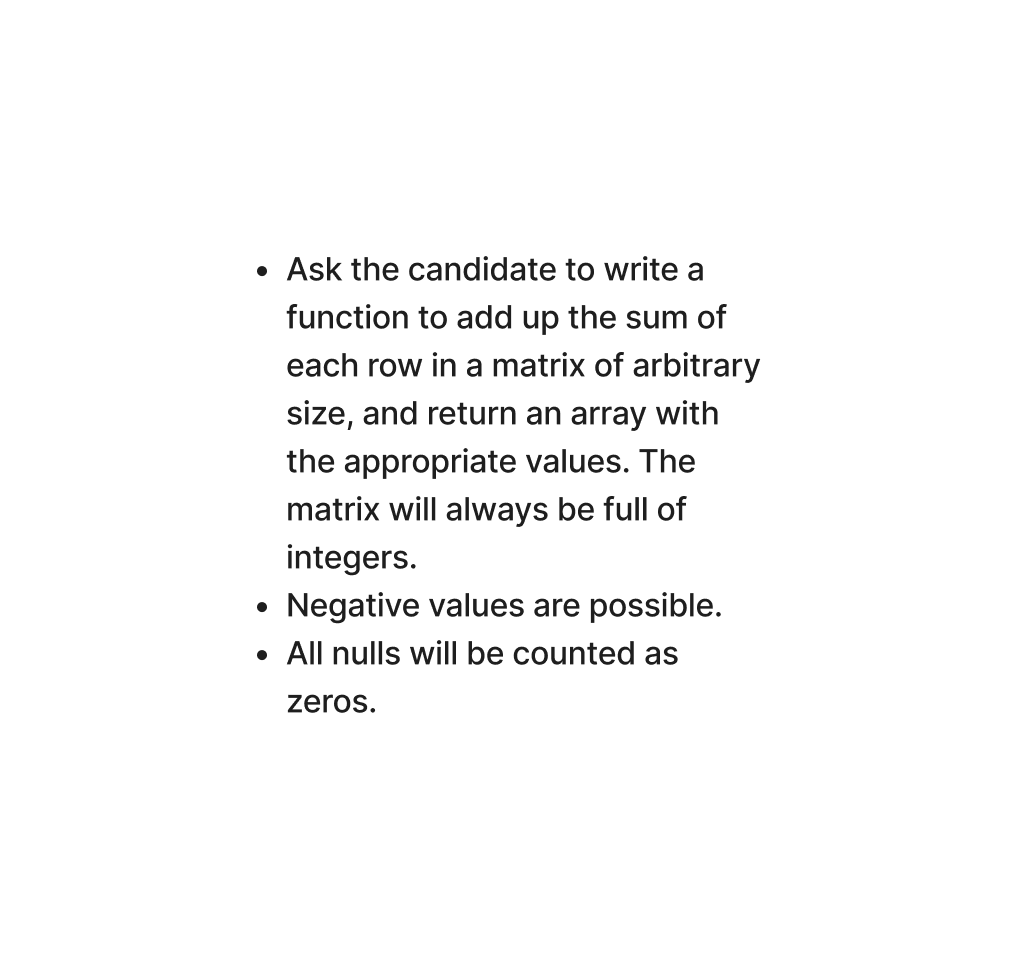 • Ask the candidate to write a
function to add up the sum of
each row in a matrix of arbitrary
size, and return an array with
the appropriate values. The
matrix will always be full of
integers.
• Negative values are possible.
• All nulls will be counted as
zeros.